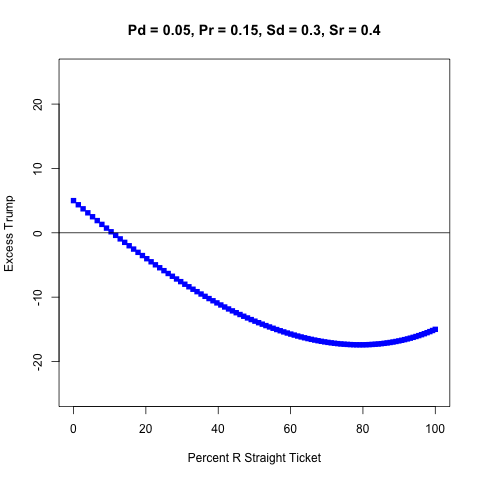 Pd = 0.05, Pr = 0.15, Sd = 0.3, Sr = 0.4
Excess Trump
20
10
0
-10
-20
0 20 40 60 80 100
Percent R Straight Ticket